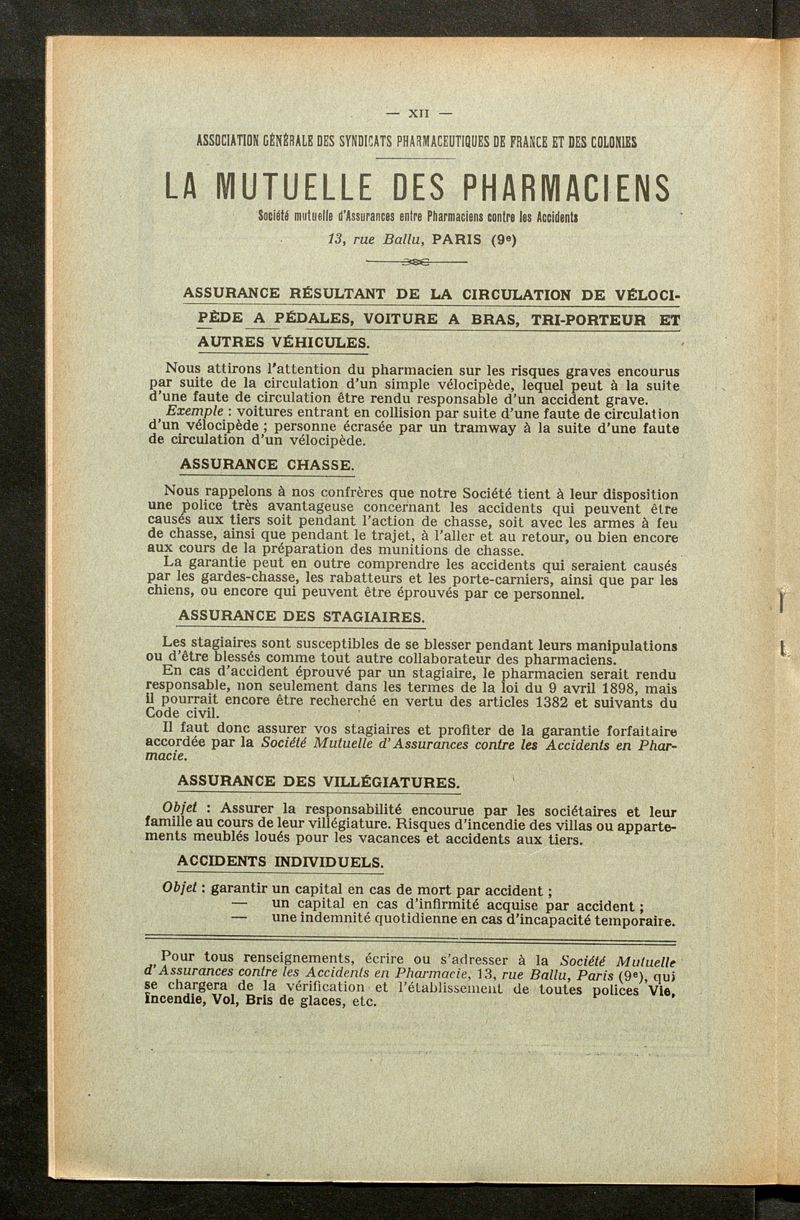 — XII —
ASSOCIATION GÉNÉRALE DES SYNDICATS PHARMACEUTIQUES DE FRANCE ET DES COLONIES
LA MUTUELLE DES PHARMACIENS
Société mutuelle d'Assurances entre Pharmaciens contre les Accidents
13, rue Ballu, PARIS (9e)
ASSURANCE RÉSULTANT DE LA CIRCULATION DE VÉLOCI-
PÈDE A PÉDALES, VOITURE A BRAS, TRI-PORTEUR ET
AUTRES VÉHICULES.
Nous attirons l'attention du pharmacien sur les risques graves encourus
par suite de la circulation d'un simple vélocipède, lequel peut à la suite
d'une faute de circulation être rendu responsable d'un accident grave.
Exemple : voitures entrant en collision par suite d'une faute de circulation
d'un vélocipède ; personne écrasée par un tramway à la suite d'une faute
de circulation d'un vélocipède.
ASSURANCE CHASSE.
Nous rappelons à nos confrères que notre Société tient à leur disposition
une police très avantageuse concernant les accidents qui peuvent être
causés aux tiers soit pendant l'action de chasse, soit avec les armes à feu
de chasse, ainsi que pendant le trajet, à l'aller et au retour, ou bien encore
aux cours de la préparation des munitions de chasse.
La garantie peut en outre comprendre les accidents qui seraient causés
par les gardes-chasse, les rabatteurs et les porte-carniers, ainsi que par les
chiens, ou encore qui peuvent être éprouvés par ce personnel.
ASSURANCE DES STAGIAIRES.
Les stagiaires sont susceptibles de se blesser pendant leurs manipulations
ou d'être blessés comme tout autre collaborateur des pharmaciens.
En cas d'accident éprouvé par un stagiaire, le pharmacien serait rendu
responsable, non seulement dans les termes de la loi du 9 avril 1898, mais
il pourrait encore être recherché en vertu des articles 1382 et suivants du
Code civil.
Il faut donc assurer vos stagiaires et profiter de la garantie forfaitaire
accordée par la Société Mutuelle d'Assurances contre les Accidents en Phar-
macie.
ASSURANCE DES VILLÉGIATURES.
Objet : Assurer la responsabilité encourue par les sociétaires et leur
famille au cours de leur villégiature. Risques d'incendie des villas ou apparte-
ments meublés loués pour les vacances et accidents aux tiers.
ACCIDENTS INDIVIDUELS.
Objet : garantir un capital en cas de mort par accident ;
— un capital en cas d'infirmité acquise par accident ;
— une indemnité quotidienne en cas d'incapacité temporaire.
Pour tous renseignements, écrire ou s'adresser à la Société Mutuelle
d'Assurances contre les Accidents en Pharmacie, 13, rue Ballu, Paris (9e), qui
se chargera de la vérification et l'établissement de toutes polices Vie,
Incendie, Vol, Bris de glaces, etc.